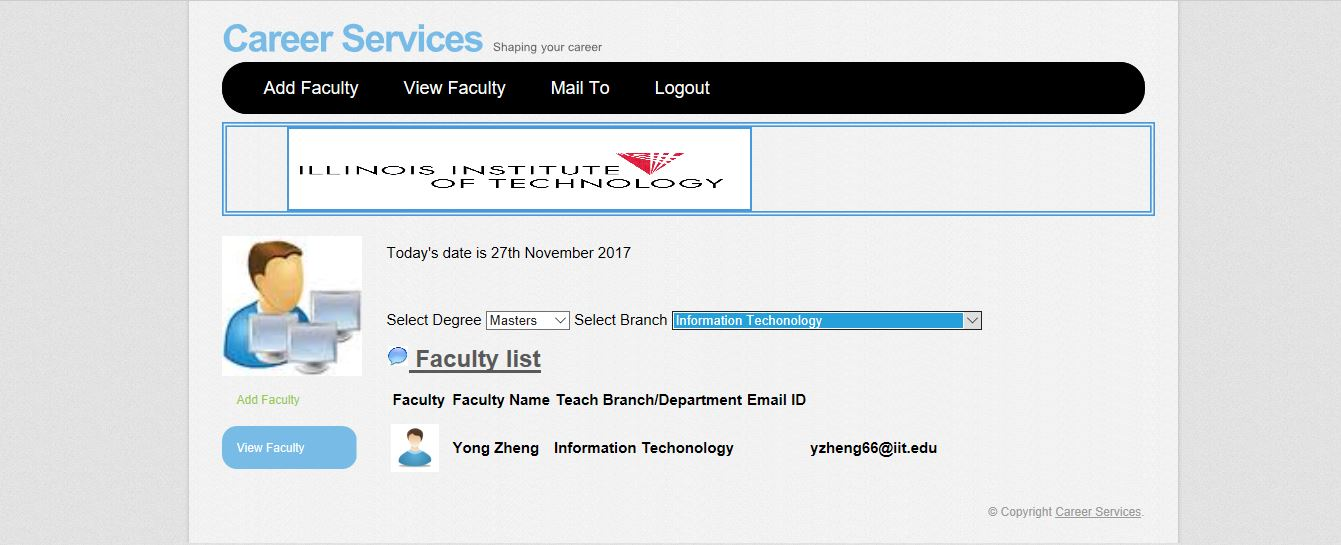 Career Services Shaping your career
Add Faculty View Faculty Mail To Logout
ILLINOIS INSTITUTE
OF TECHNOLOGY
Today's date is 27th November 2017
Select Degree Masters Select Branch Information Techonology
Faculty list
Add Faculty
View Faculty
Faculty Faculty Name Teach Branch/Department Email ID
Yong Zheng Information Techonology yzheng66@iit.edu
© Copyright Career Services.